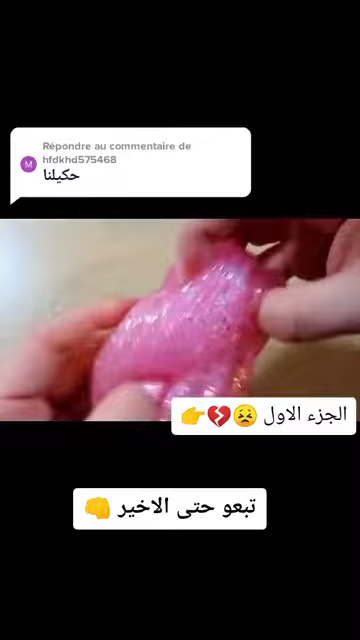 Répondre au commentaire de
hfdkhd575468
M
حكيلنا
الجزء الاول 😣💔👉
تبعو حتى الاخير 👊